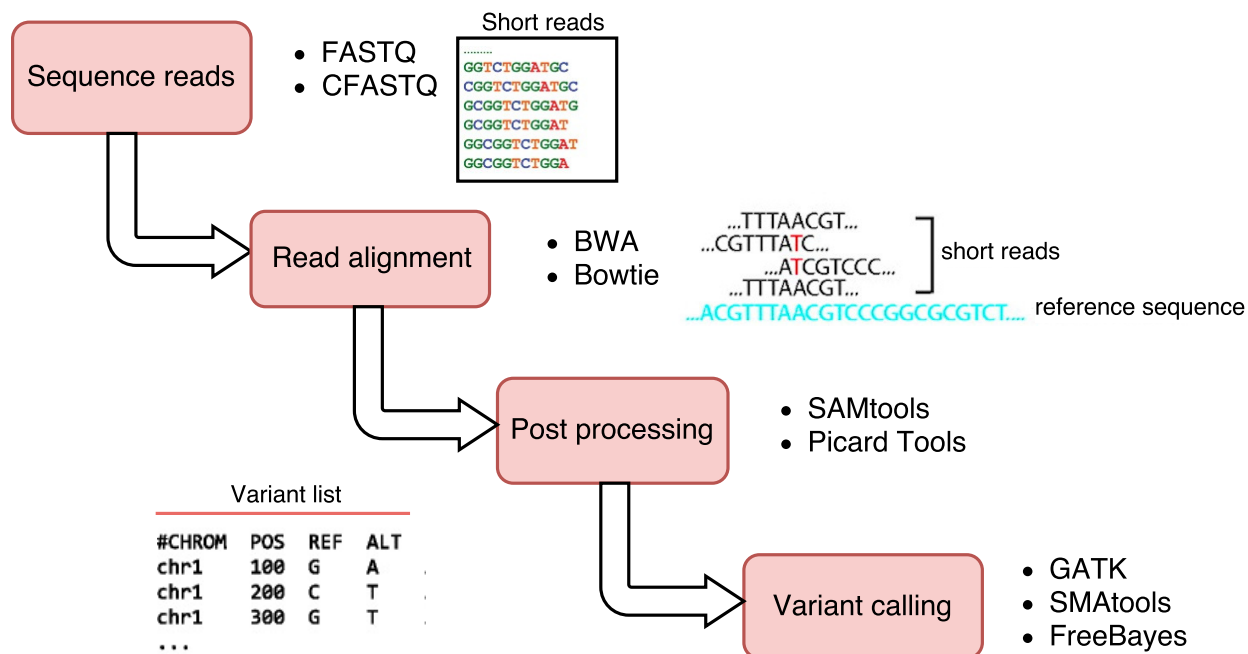 Sequence reads
• FASTQ
• CFASTQ
Short reads
.........
GGTCTGGATGC
CGGTCTGGATGC
GCGGTCTGGATG
GCGGTCTGGAT
GGCGGTCTGGAT
GGCGGTCTGGA
Read alignment
• BWA
• Bowtie
...TTTAACGT...
...CGTTTATC...
...ATCGTCCC...
...TTTAACGT...
short reads
...ACGTTTAACGTCCCGGCGCGTCT....
reference sequence
Post processing
• SAMtools
• Picard Tools
Variant list
#CHROM POS REF ALT
chr1 100 G A .
chr1 200 C T .
chr1 300 G T .
...
Variant calling
• GATK
• SMAtools
• FreeBayes